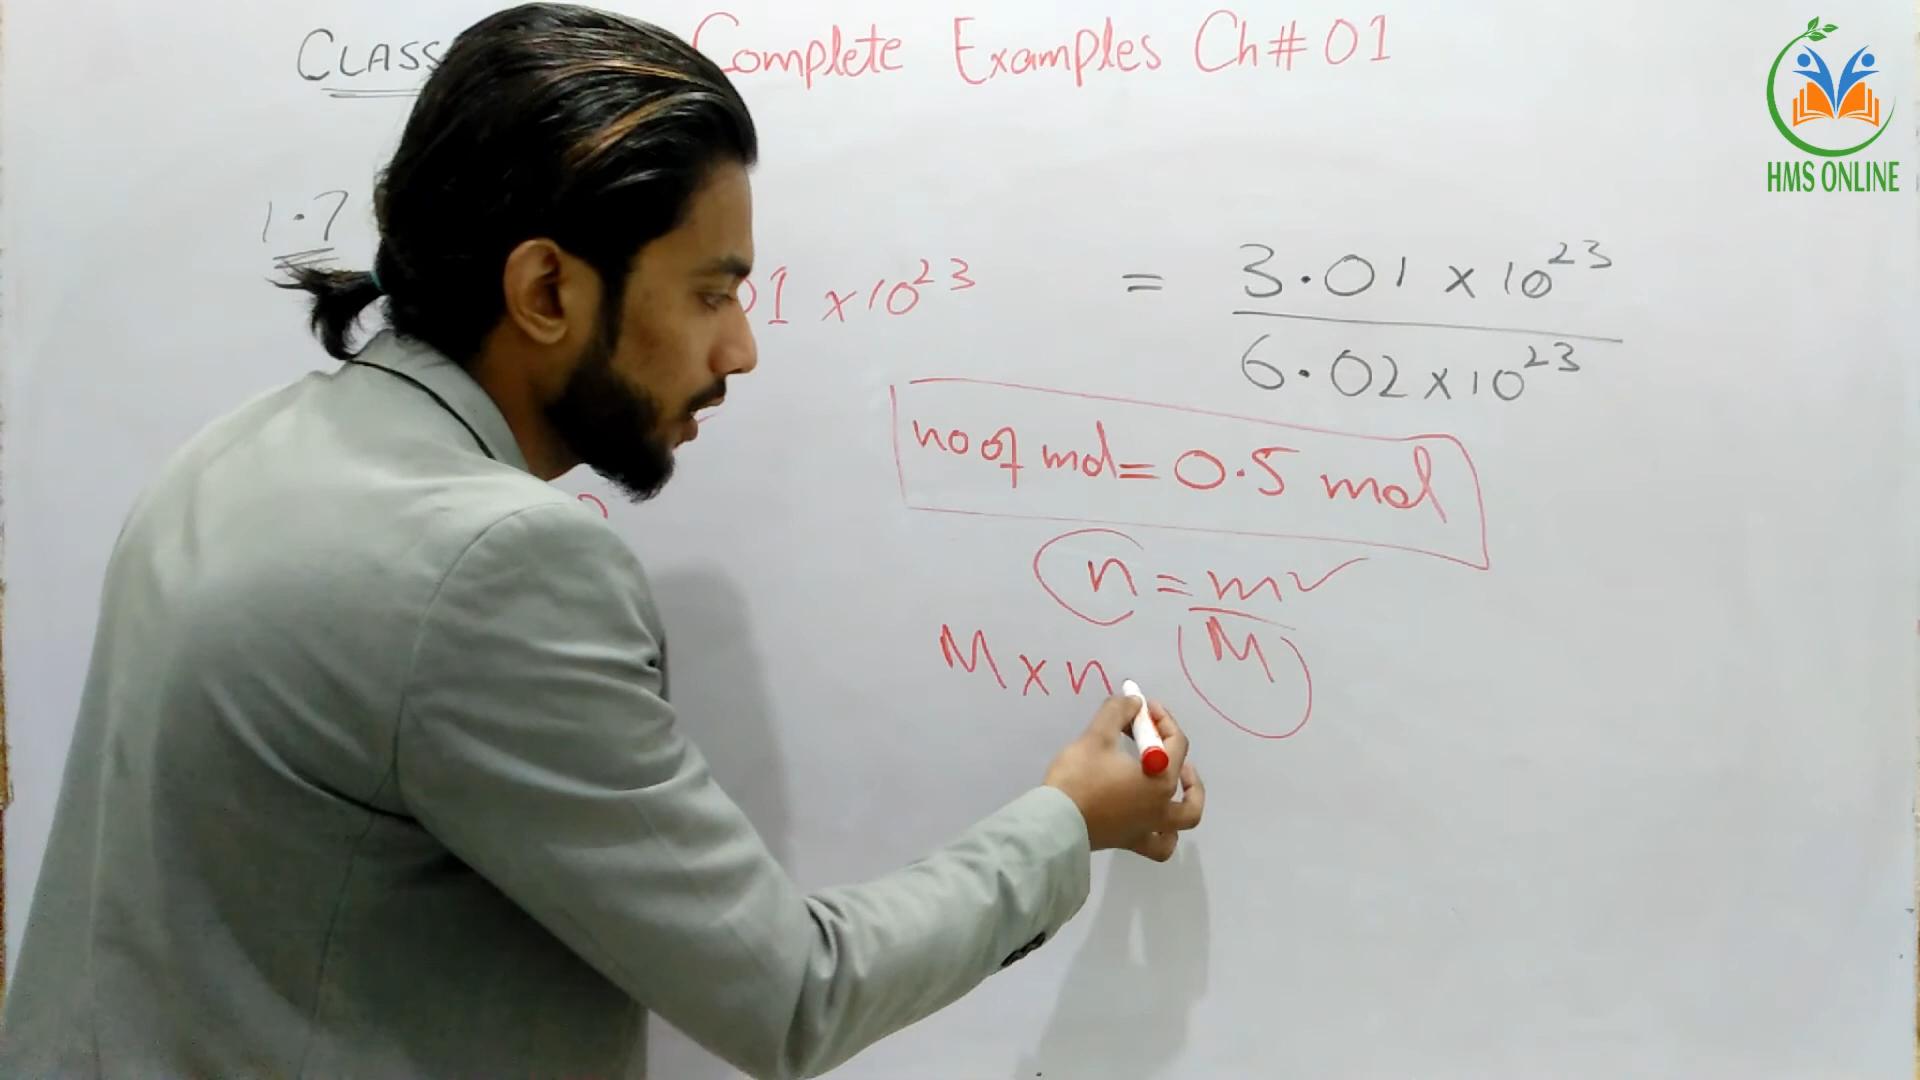 CLASS Complete Examples Ch # 01
HMS ONLINE
1.7
01 × 10²³ = 3.01 × 10²³
6.02 × 10²³
no of mol = 0.5 mol
n = m
M
M × n